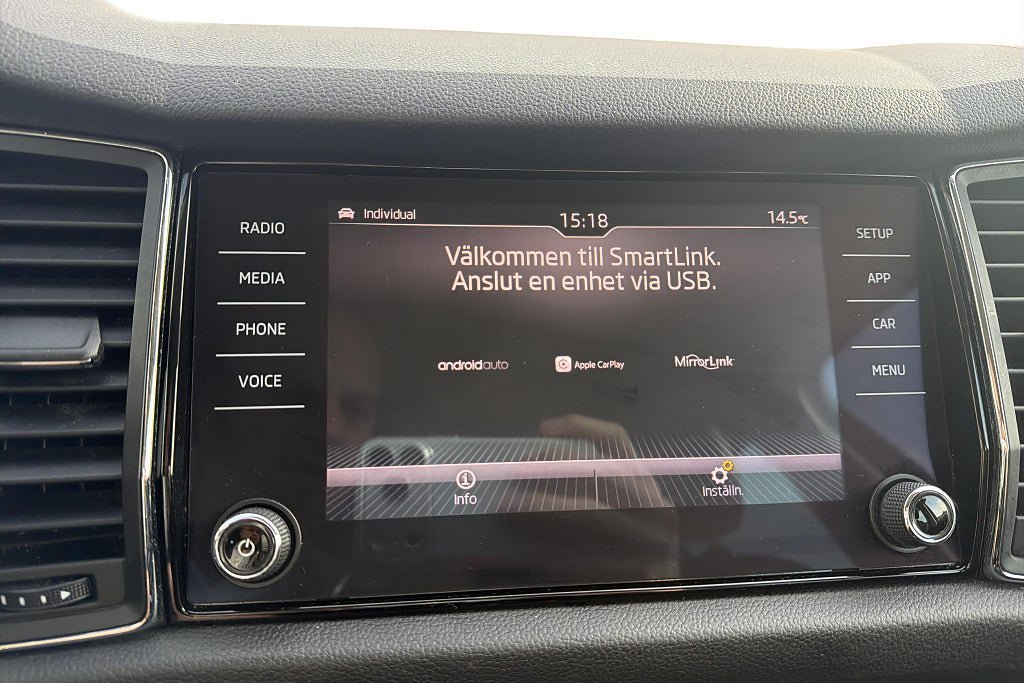 RADIO
MEDIA
PHONE
VOICE
Individual
15:18
14.5°C
Välkommen till SmartLink.
Anslut en enhet via USB.
androidauto
Apple CarPlay
MirrorLink
Info
Inställn.
SETUP
APP
CAR
MENU